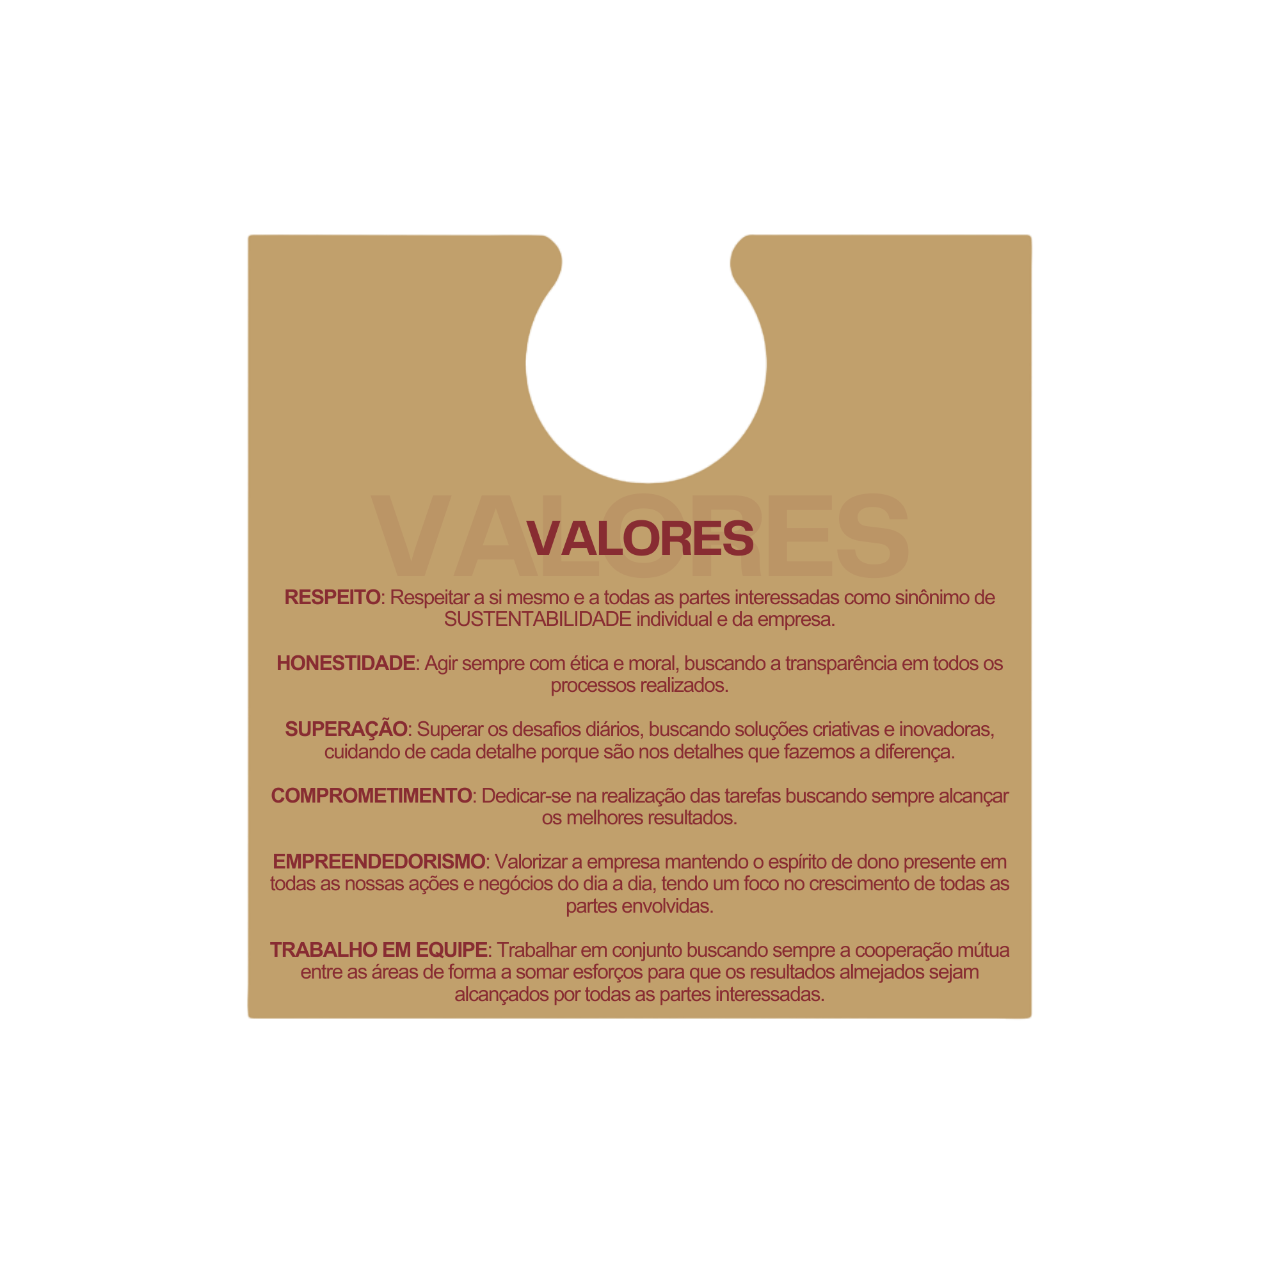 VALORES
VALORES
RESPEITO: Respeitar a si mesmo e a todas as partes interessadas como sinônimo de
SUSTENTABILIDADE individual e da empresa.
HONESTIDADE: Agir sempre com ética e moral, buscando a transparência em todos os
processos realizados.
SUPERAÇÃO: Superar os desafios diários, buscando soluções criativas e inovadoras,
cuidando de cada detalhe porque são nos detalhes que fazemos a diferença.
COMPROMETIMENTO: Dedicar-se na realização das tarefas buscando sempre alcançar
os melhores resultados.
EMPREENDEDORISMO: Valorizar a empresa mantendo o espírito de dono presente em
todas as nossas ações e negócios do dia a dia, tendo um foco no crescimento de todas as
partes envolvidas.
TRABALHO EM EQUIPE: Trabalhar em conjunto buscando sempre a cooperação mútua
entre as áreas de forma a somar esforços para que os resultados almejados sejam
alcançados por todas as partes interessadas.